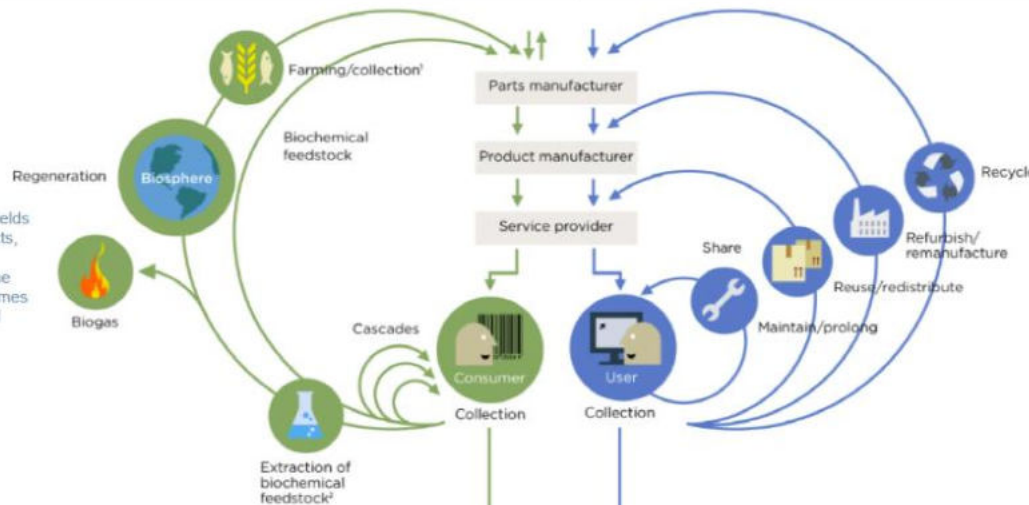 Farming/collection¹
Parts manufacturer
Biochemical
feedstock
Product manufacturer
Regeneration
Biosphere
Recycle
Service provider
Share
Refurbish/
remanufacture
Reuse/redistribute
Biogas
Maintain/prolong
Cascades
Consumer
User
Collection
Collection
Extraction of
biochemical
feedstock²